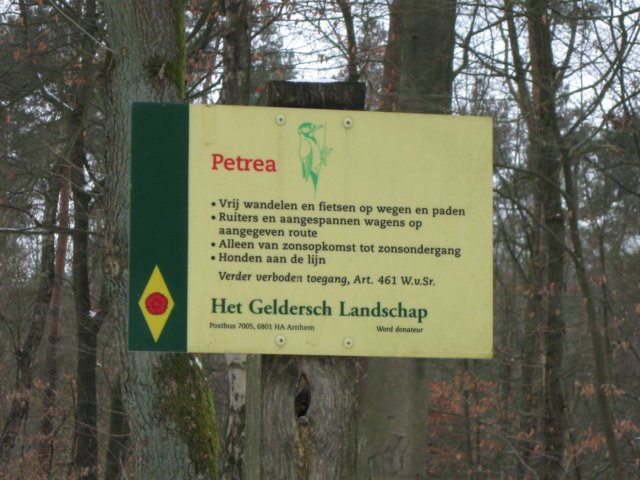 Petrea
• Vrij wandelen en fietsen op wegen en paden
• Ruiters en aangespannen wagens op
aangegeven route
• Alleen van zonsopkomst tot zonsondergang
• Honden aan de lijn
Verder verboden toegang, Art. 461 W.v.Sr.
Het Geldersch Landschap
Postbus 7005, 6801 HA Arnhem Word donateur